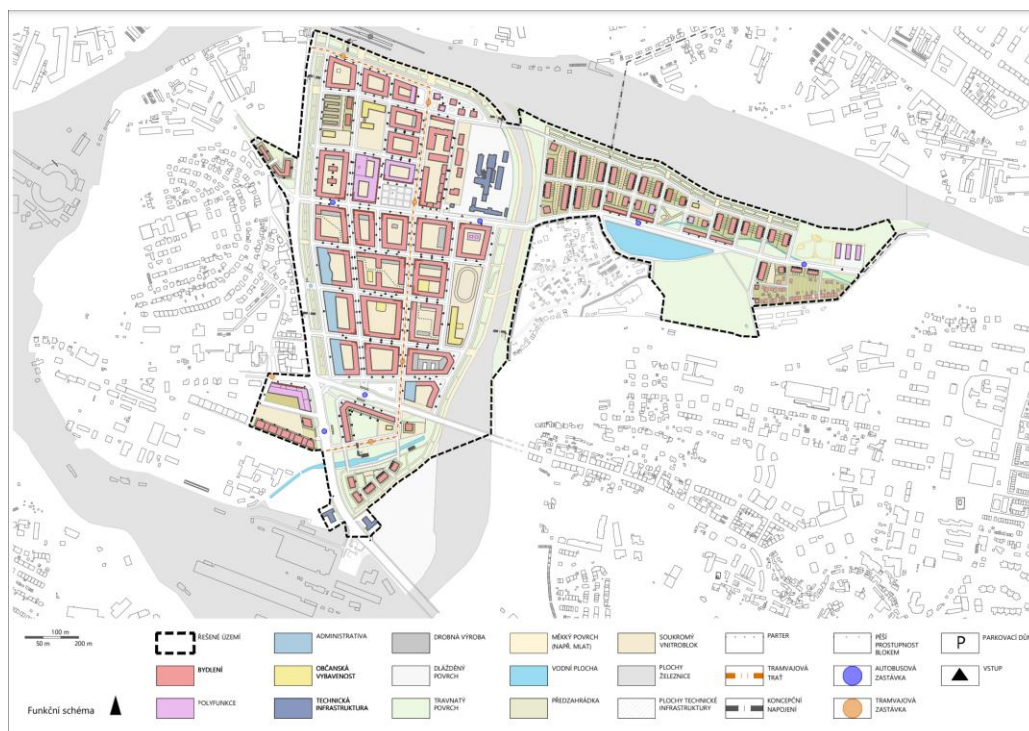 100 m
50 m 200 m
Funkční schéma
ŘEŠENÉ ÚZEMÍ
BYDLENÍ
POLYFUNKCE
ADMINISTRATIVA
OBČANSKÁ
VYBAVENOST
TECHNICKÁ
INFRASTRUKTURA
DROBNÁ VÝROBA
DLÁŽDĚNÝ
POVRCH
TRAVNATÝ
POVRCH
MĚKKÝ POVRCH
(NAPŘ. MLAT)
VODNÍ PLOCHA
PŘEDZAHRÁDKA
SOUKROMÝ
VNITROBLOK
PLOCHY
ŽELEZNICE
PLOCHY TECHNICKÉ
INFRASTRUKTURY
PARTER
TRAMVAJOVÁ
TRAŤ
KONCEPČNÍ
NAPOJENÍ
PĚŠÍ
PROSTUPNOST
BLOKEM
AUTOBUSOVÁ
ZASTÁVKA
TRAMVAJOVÁ
ZASTÁVKA
P
PARKOVACÍ
VSTUP